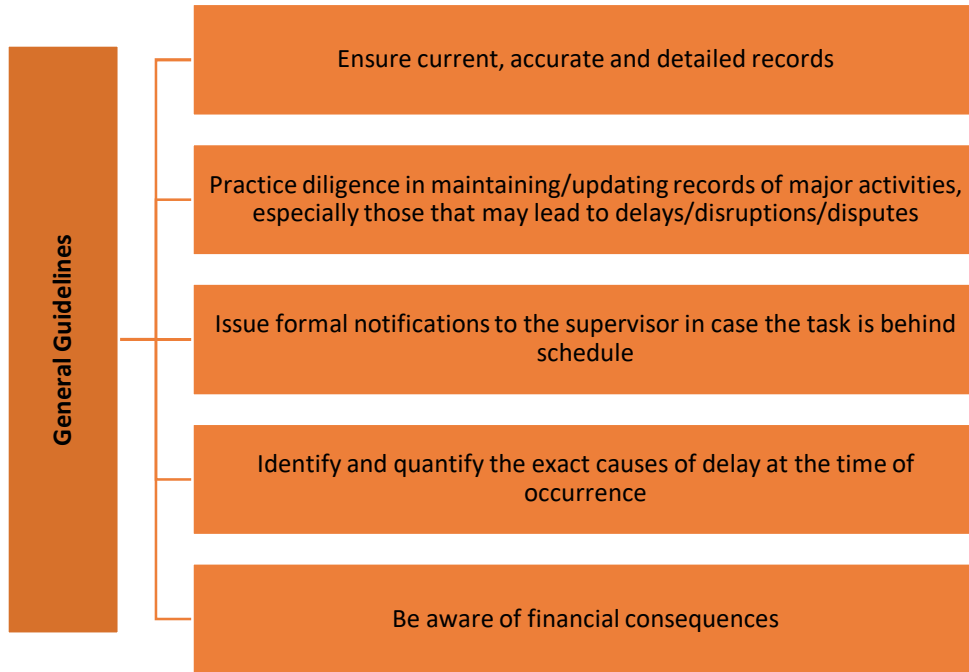 General Guidelines
Ensure current, accurate and detailed records
Practice diligence in maintaining/updating records of major activities,
especially those that may lead to delays/disruptions/disputes
Issue formal notifications to the supervisor in case the task is behind
schedule
Identify and quantify the exact causes of delay at the time of
occurrence
Be aware of financial consequences